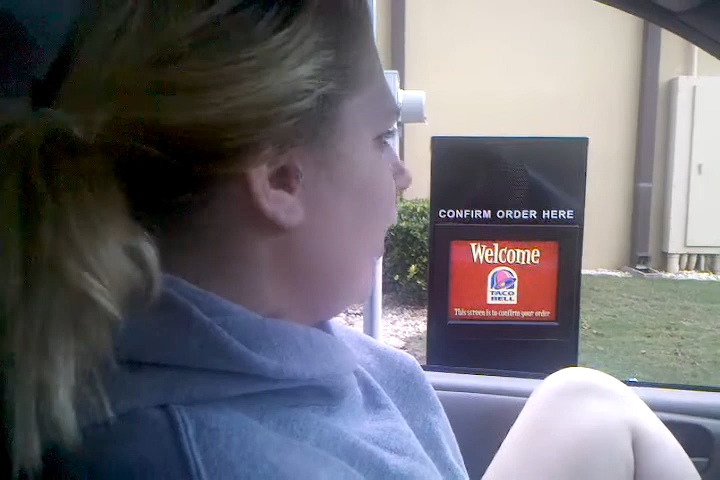 CONFIRM ORDER HERE
Welcome
TACO
BELL
This screen is to confirm your order